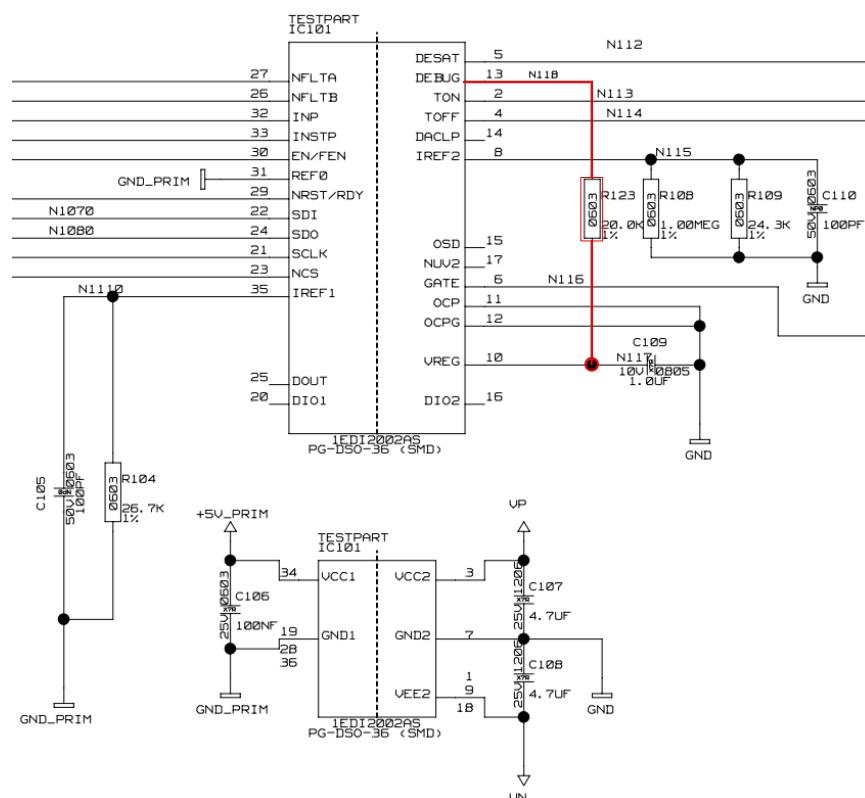 TESTPART
IC101
27 NFLTA
26 NFLTB
32 INP
33 INSTP
30 EN/FEN
GND_PRIM 31 REF0
29 NRST/RDY
N1070 22 SDI
N1080 24 SDO
21 SCLK
23 NCS
N1110 35 IREF1
25 DOUT
20 DIO1
DESAT 5 N112
DEBUG 13 N118
TON 2 N113
TOFF 4 N114
DACLP 14
IREF2 8 N115
OSD 15
NUV2 17
GATE 6 N116
OCP 11
OCPG 12
VREG 10 N117
DIO2 16
1EDI2002AS
PG-DSO-36 (SMD)
R123
0603
20.0K
1%
R108
0603
1.00MEG
1%
R109
0603
24.3K
1%
C110
50V 0603
NP0
100PF
GND
C109
10V 0805
X7R
1.0UF
GND
C105
50V 0603
100PF
R104
0603
26.7K
1%
GND_PRIM
+5V_PRIM
C106
25V 0603
X7R
100NF
GND_PRIM
TESTPART
IC101
34 VCC1
19 GND1
28
36
VCC2 3
GND2 7
1
VEE2 9
18
1EDI2002AS
PG-DSO-36 (SMD)
VP
C107
25V 1206
X7R
4.7UF
C108
25V 1206
X7R
4.7UF
GND
VN